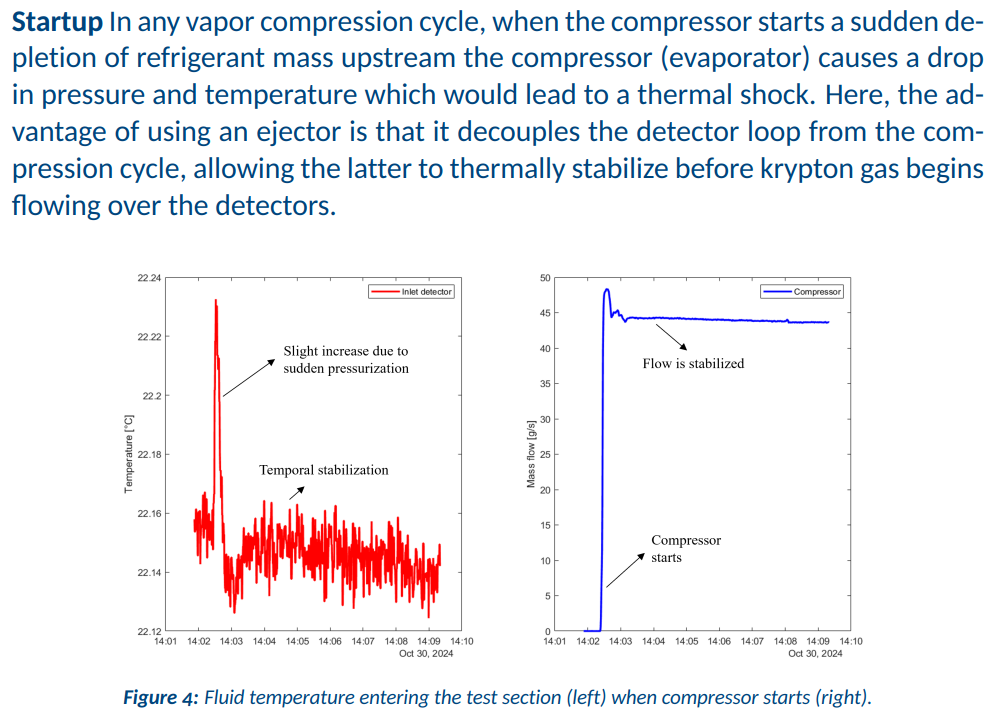 Startup In any vapor compression cycle, when the compressor starts a sudden de-
pletion of refrigerant mass upstream the compressor (evaporator) causes a drop
in pressure and temperature which would lead to a thermal shock. Here, the ad-
vantage of using an ejector is that it decouples the detector loop from the com-
pression cycle, allowing the latter to thermally stabilize before krypton gas begins
flowing over the detectors.
22.24
22.22
22.2
22.18
22.16
22.14
22.12
Temperature [°C]
Inlet detector
Slight increase due to
sudden pressurization
Temporal stabilization
14:01 14:02 14:03 14:04 14:05 14:06 14:07 14:08 14:09 14:10
Oct 30, 2024
50
45
40
35
30
25
20
15
10
5
0
Mass flow [g/s]
Compressor
Flow is stabilized
Compressor
starts
14:01 14:02 14:03 14:04 14:05 14:06 14:07 14:08 14:09 14:10
Oct 30, 2024
Figure 4: Fluid temperature entering the test section (left) when compressor starts (right).